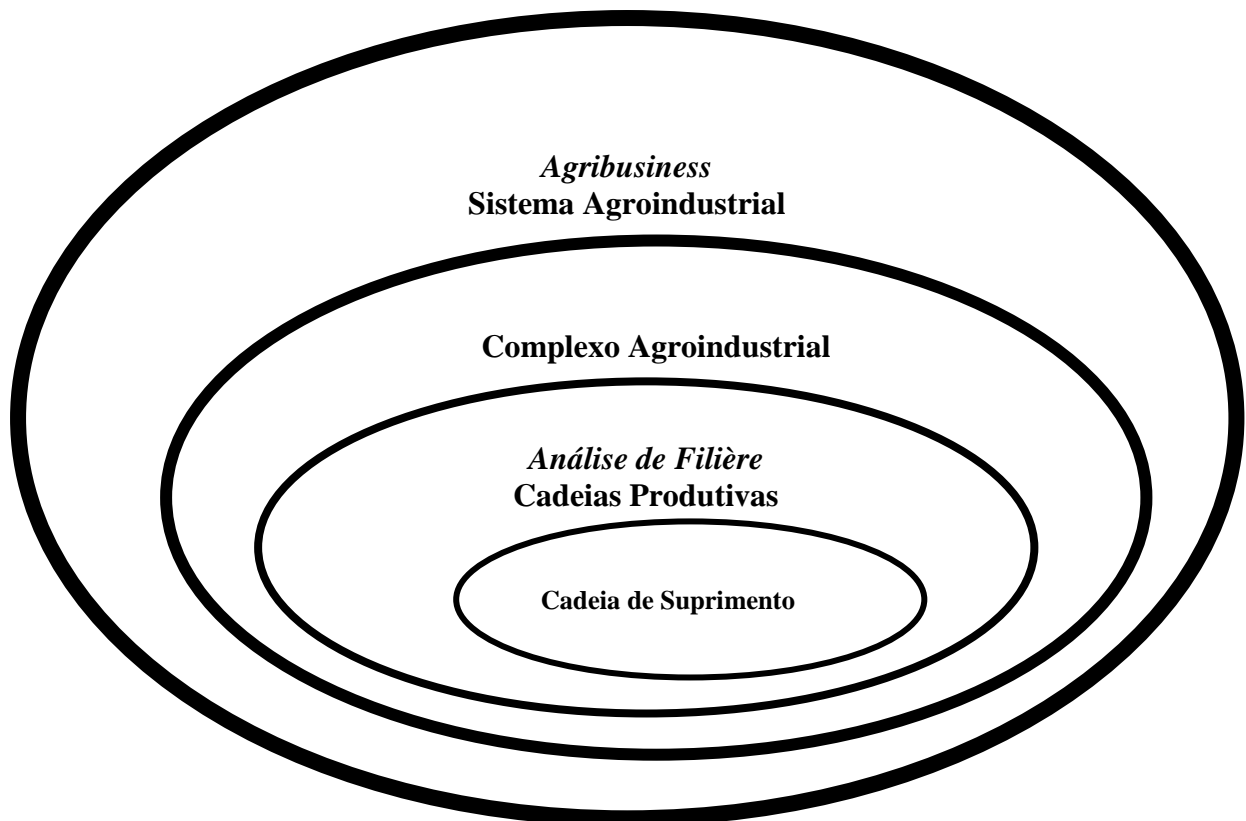 Agribusiness
Sistema Agroindustrial
Complexo Agroindustrial
Análise de Filière
Cadeias Produtivas
Cadeia de Suprimento